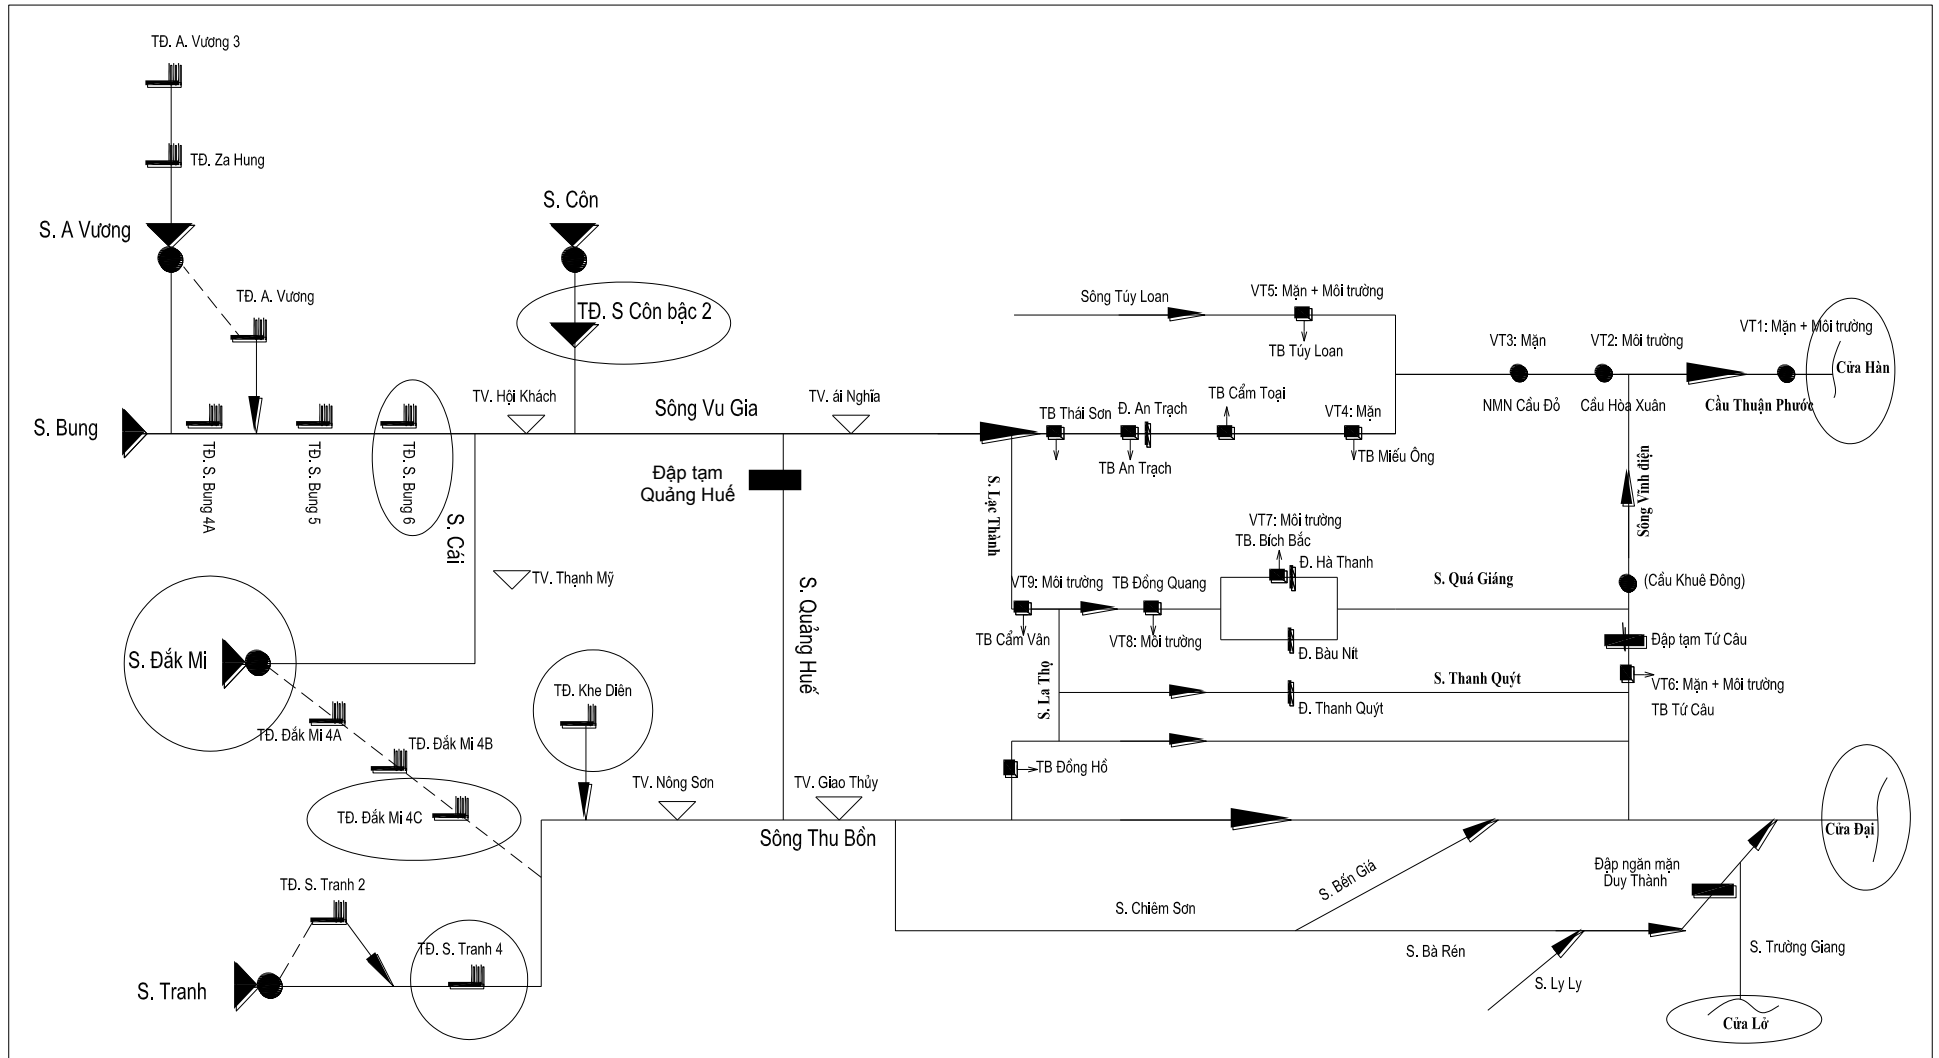 TĐ. A. Vương 3
TĐ. Za Hung
S. A Vương
S. Côn
TĐ. A. Vương
TĐ. S Côn bậc 2
Sông Túy Loan
VT5: Mặn + Môi trường
TB Túy Loan
VT3: Mặn
VT2: Môi trường
VT1: Mặn + Môi trường
Cửa Hàn
NMN Cầu Đỏ
Cầu Hòa Xuân
Cầu Thuận Phước
S. Bung
TV. Hội Khách
Sông Vu Gia
TV. ái Nghĩa
TB Thái Sơn
Đ. An Trạch
TB Cẩm Toại
VT4: Mặn
TB An Trạch
TB Miếu Ông
TĐ. S. Bung 4A
TĐ. S. Bung 5
TĐ. S. Bung 6
S. Cái
Đập tạm
Quảng Huế
S. Lạc Thành
Sông Vĩnh điện
TV. Thạnh Mỹ
S. Quảng Huế
VT7: Môi trường
TB. Bích Bắc
Đ. Hà Thanh
VT9: Môi trường
TB Đồng Quang
S. Quá Giáng
(Cầu Khuê Đông)
TB Cẩm Vân
VT8: Môi trường
Đ. Bàu Nít
Đập tạm Tứ Câu
S. Đắk Mi
TĐ. Khe Diên
S. La Thọ
S. Thanh Quýt
Đ. Thanh Quýt
VT6: Mặn + Môi trường
TB Tứ Câu
TĐ. Đắk Mi 4A
TĐ. Đắk Mi 4B
TĐ. Đắk Mi 4C
TV. Nông Sơn
TV. Giao Thủy
TB Đồng Hồ
Sông Thu Bồn
Cửa Đại
TĐ. S. Tranh 2
S. Bến Giá
Đập ngăn mặn
Duy Thành
S. Chiêm Sơn
TĐ. S. Tranh 4
S. Bà Rén
S. Trường Giang
S. Tranh
S. Ly Ly
Cửa Lở